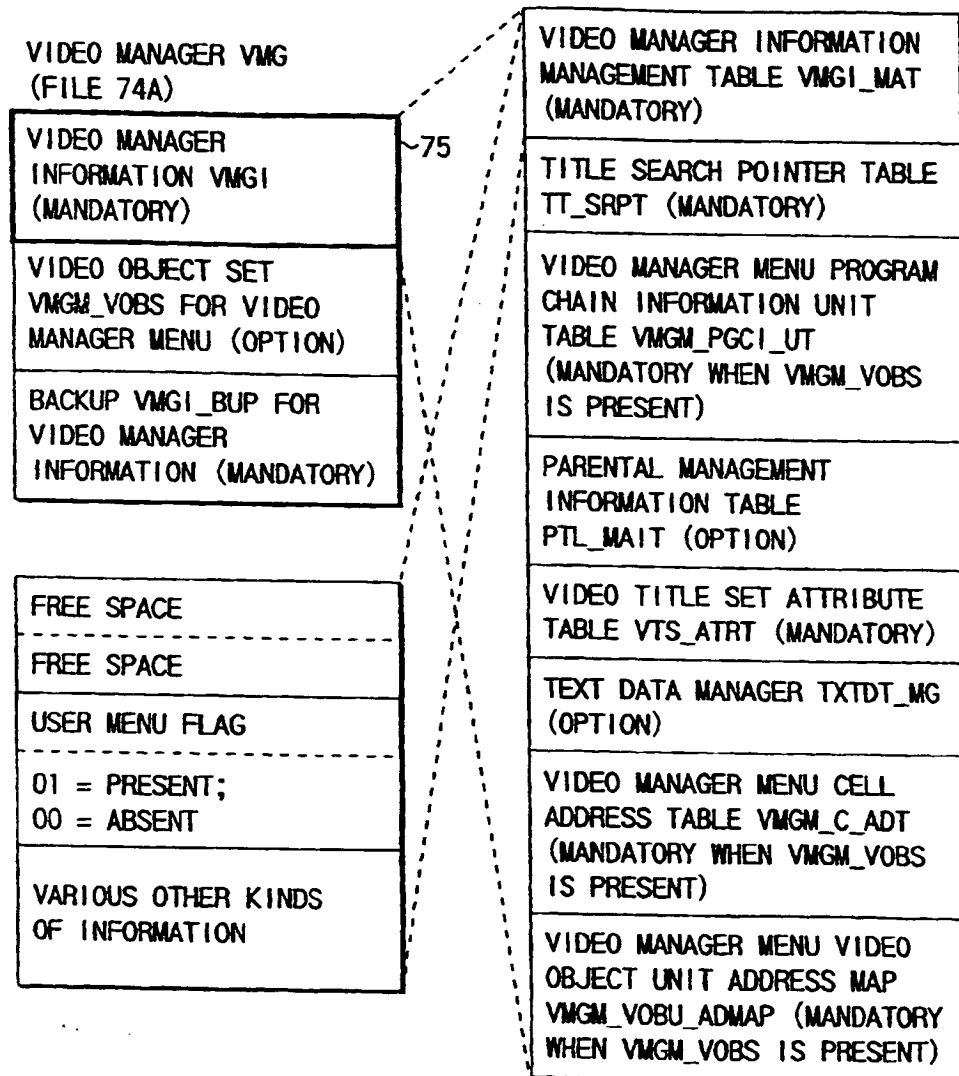 VIDEO MANAGER VMG
(FILE 74A)
VIDEO MANAGER
INFORMATION VMGI
(MANDATORY)
75
VIDEO OBJECT SET
VMGM_VOBS FOR VIDEO
MANAGER MENU (OPTION)
BACKUP VMGI_BUP FOR
VIDEO MANAGER
INFORMATION (MANDATORY)
FREE SPACE
FREE SPACE
USER MENU FLAG
01 = PRESENT;
00 = ABSENT
VARIOUS OTHER KINDS
OF INFORMATION
VIDEO MANAGER INFORMATION
MANAGEMENT TABLE VMGI_MAT
(MANDATORY)
TITLE SEARCH POINTER TABLE
TT_SRPT (MANDATORY)
VIDEO MANAGER MENU PROGRAM
CHAIN INFORMATION UNIT
TABLE VMGM_PGCI_UT
(MANDATORY WHEN VMGM_VOBS
IS PRESENT)
PARENTAL MANAGEMENT
INFORMATION TABLE
PTL_MAIT (OPTION)
VIDEO TITLE SET ATTRIBUTE
TABLE VTS_ATRT (MANDATORY)
TEXT DATA MANAGER TXTDT_MG
(OPTION)
VIDEO MANAGER MENU CELL
ADDRESS TABLE VMGM_C_ADT
(MANDATORY WHEN VMGM_VOBS
IS PRESENT)
VIDEO MANAGER MENU VIDEO
OBJECT UNIT ADDRESS MAP
VMGM_VOBU_ADMAP (MANDATORY
WHEN VMGM_VOBS IS PRESENT)